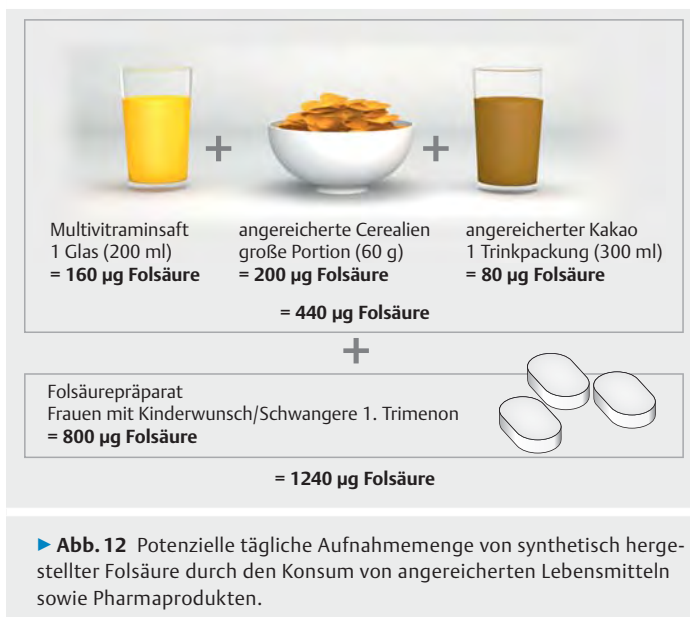 Multivitraminsaft
1 Glas (200 ml)
= 160 µg Folsäure
angereicherte Cerealien
große Portion (60 g)
= 200 µg Folsäure
angereicherter Kakao
1 Trinkpackung (300 ml)
= 80 µg Folsäure
= 440 µg Folsäure
+
Folsäurepräparat
Frauen mit Kinderwunsch/Schwangere 1. Trimenon
= 800 µg Folsäure
= 1240 µg Folsäure
▶ Abb. 12 Potenzielle tägliche Aufnahmemenge von synthetisch herge-
stellter Folsäure durch den Konsum von angereicherten Lebensmitteln
sowie Pharmaprodukten.